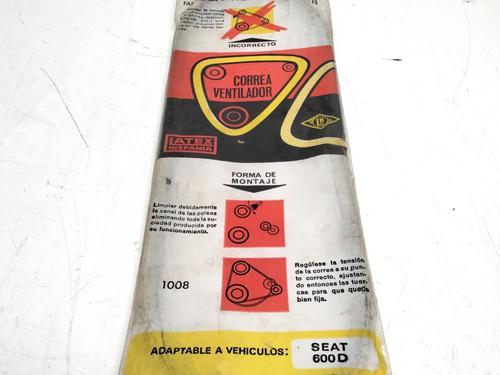 INCORRECTO
CORREA
VENTILADOR
LATEX
HISPANIA
LH
FORMA DE
MONTAJE
Limpiar debidamente
la canal de las poleas
eliminando toda la su-
ciedad producida por
su funcionamiento.
Regúlese la tensión
de la correa a su pun-
to correcto, ajustan-
do entonces las tuer-
cas para que quede
bien fija.
1008
ADAPTABLE A VEHICULOS:
SEAT
600 D